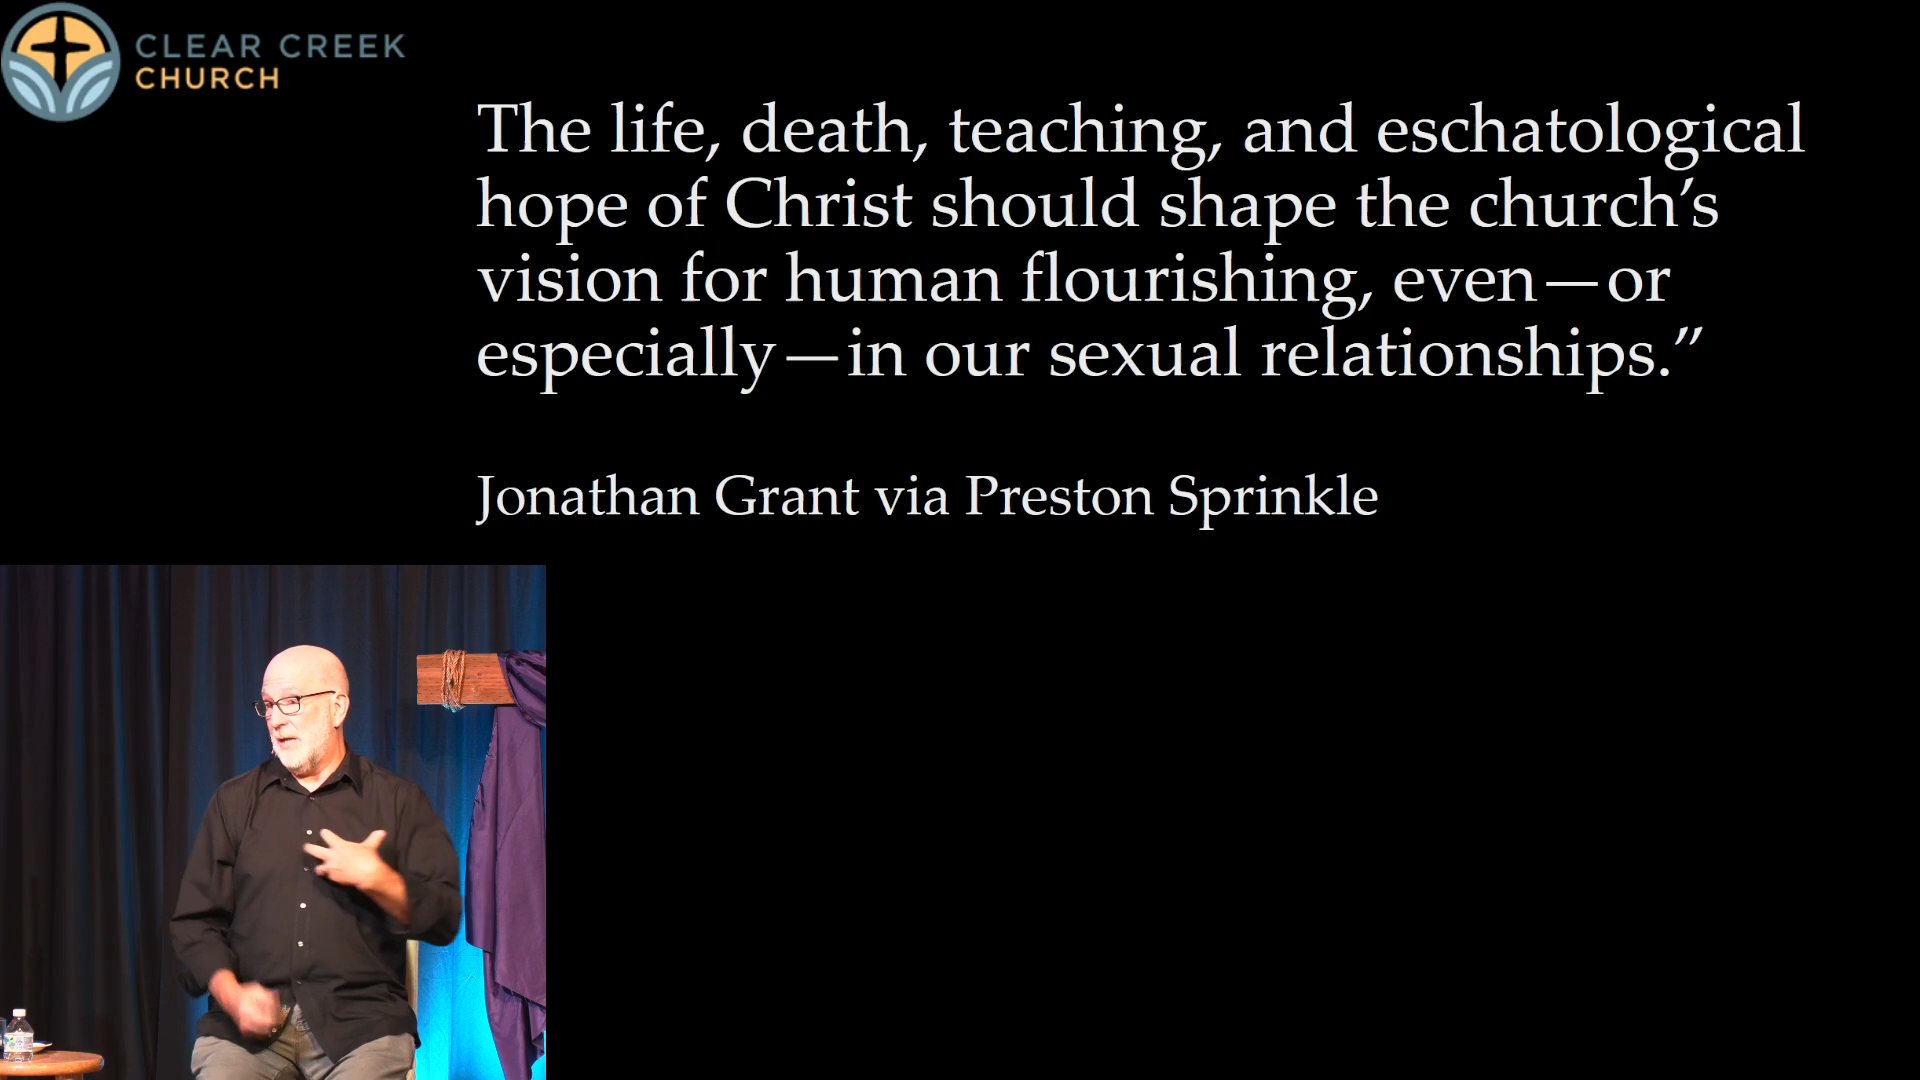 CLEAR CREEK
CHURCH
The life, death, teaching, and eschatological
hope of Christ should shape the church’s
vision for human flourishing, even—or
especially—in our sexual relationships.”
Jonathan Grant via Preston Sprinkle